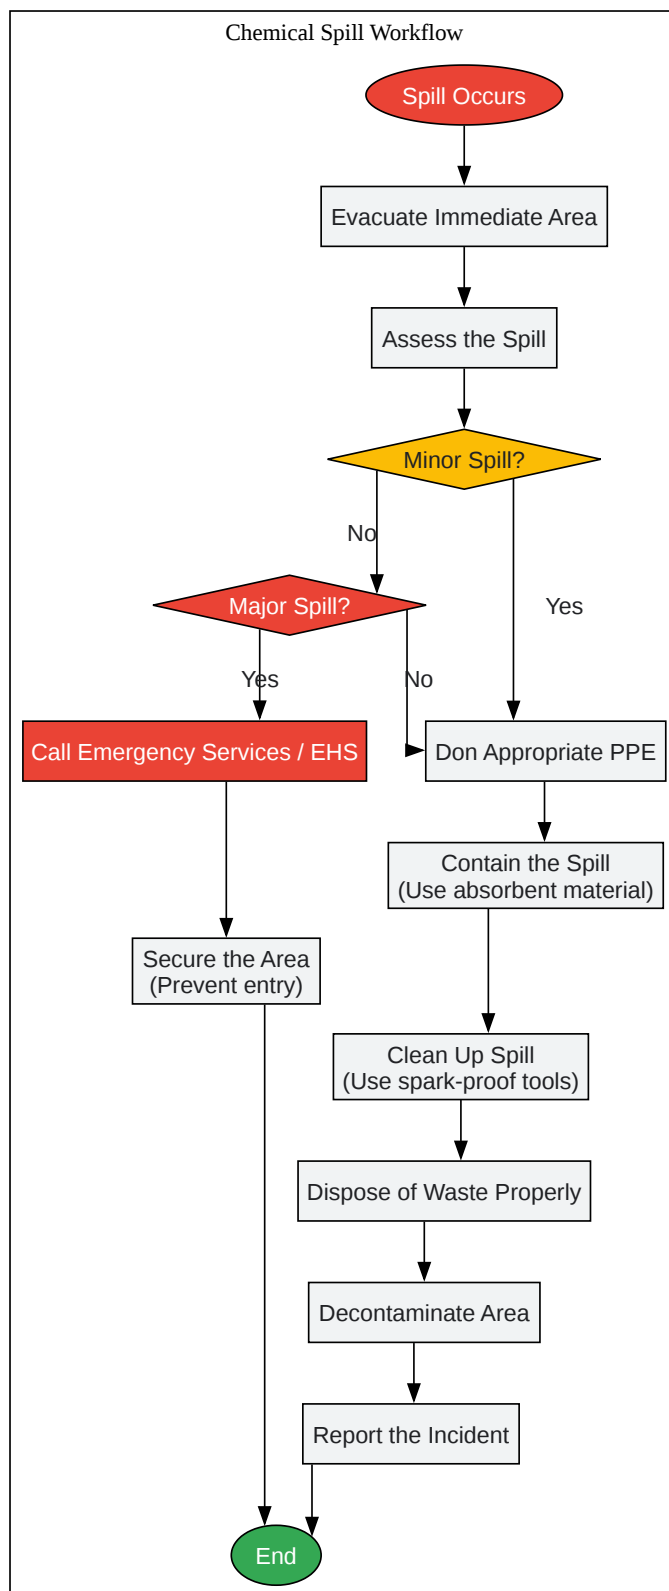 Chemical Spill Workflow
Spill Occurs
Evacuate Immediate Area
Assess the Spill
Minor Spill?
No
Yes
Major Spill?
Yes
No
Call Emergency Services / EHS
Don Appropriate PPE
Contain the Spill
(Use absorbent material)
Secure the Area
(Prevent entry)
Clean Up Spill
(Use spark-proof tools)
Dispose of Waste Properly
Decontaminate Area
Report the Incident
End